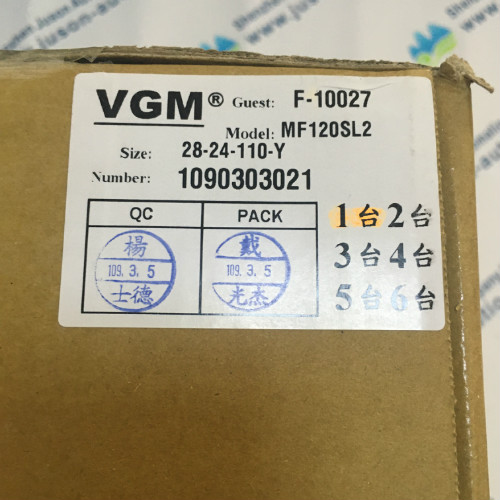 VGM® Guest: F-10027
Model: MF120SL2
Size: 28-24-110-Y
Number: 1090303021
QC PACK
楊 戴
109. 3. 5 109. 3. 5
士德 光杰
1台 2台
3台 4台
5台 6台